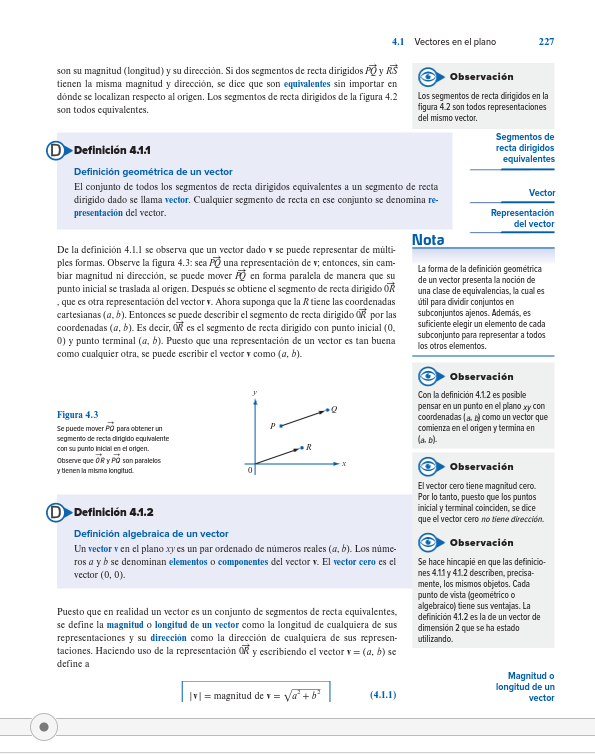 4.1 Vectores en el plano 227
son su magnitud (longitud) y su dirección. Si dos segmentos de recta dirigidos PQ⃗ y RS⃗
tienen la misma magnitud y dirección, se dice que son equivalentes sin importar en
dónde se localizan respecto al origen. Los segmentos de recta dirigidos de la figura 4.2
son todos equivalentes.
Observación
Los segmentos de recta dirigidos en la
figura 4.2 son todos representaciones
del mismo vector.
Segmentos de
recta dirigidos
equivalentes
Vector
Representación
del vector
D Definición 4.1.1
Definición geométrica de un vector
El conjunto de todos los segmentos de recta dirigidos equivalentes a un segmento de recta
dirigido dado se llama vector. Cualquier segmento de recta en ese conjunto se denomina re-
presentación del vector.
Nota
La forma de la definición geométrica
de un vector presenta la noción de
una clase de equivalencias, la cual es
útil para dividir conjuntos en
subconjuntos ajenos. Además, es
suficiente elegir un elemento de cada
subconjunto para representar a todos
los otros elementos.
De la definición 4.1.1 se observa que un vector dado v se puede representar de múlti-
ples formas. Observe la figura 4.3: sea PQ⃗ una representación de v; entonces, sin cam-
biar magnitud ni dirección, se puede mover PQ⃗ en forma paralela de manera que su
punto inicial se traslada al origen. Después se obtiene el segmento de recta dirigido 0R⃗
, que es otra representación del vector v. Ahora suponga que la R tiene las coordenadas
cartesianas (a, b). Entonces se puede describir el segmento de recta dirigido 0R⃗ por las
coordenadas (a, b). Es decir, 0R⃗ es el segmento de recta dirigido con punto inicial (0,
0) y punto terminal (a, b). Puesto que una representación de un vector es tan buena
como cualquier otra, se puede escribir el vector v como (a, b).
Observación
Con la definición 4.1.2 es posible
pensar en un punto en el plano xy con
coordenadas (a, b) como un vector que
comienza en el origen y termina en
(a, b).
Figura 4.3
Se puede mover PQ⃗ para obtener un
segmento de recta dirigido equivalente
con su punto inicial en el origen.
Observe que 0R⃗ y PQ⃗ son paralelos
y tienen la misma longitud.
y
Q
P
R
x
0
Observación
El vector cero tiene magnitud cero.
Por lo tanto, puesto que los puntos
inicial y terminal coinciden, se dice
que el vector cero no tiene dirección.
Observación
Se hace hincapié en que las definicio-
nes 4.1.1 y 4.1.2 describen, precisa-
mente, los mismos objetos. Cada
punto de vista (geométrico o
algebraico) tiene sus ventajas. La
definición 4.1.2 es la de un vector de
dimensión 2 que se ha estado
utilizando.
D Definición 4.1.2
Definición algebraica de un vector
Un vector v en el plano xy es un par ordenado de números reales (a, b). Los núme-
ros a y b se denominan elementos o componentes del vector v. El vector cero es el
vector (0, 0).
Puesto que en realidad un vector es un conjunto de segmentos de recta equivalentes,
se define la magnitud o longitud de un vector como la longitud de cualquiera de sus
representaciones y su dirección como la dirección de cualquiera de sus represen-
taciones. Haciendo uso de la representación 0R⃗ y escribiendo el vector v = (a, b) se
define a
|v| = magnitud de v = √(a² + b²) (4.1.1)
Magnitud o
longitud de un
vector